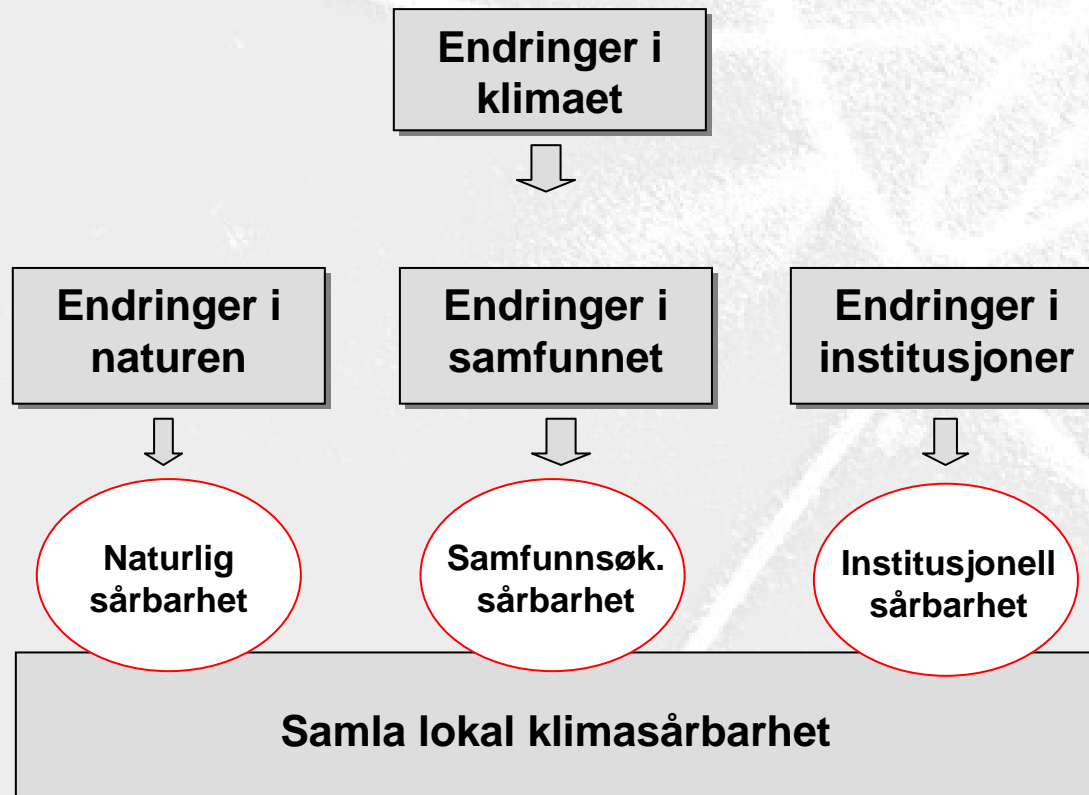 Endringer i
klimaet
Endringer i
naturen
Endringer i
samfunnet
Endringer i
institusjoner
Naturlig
sårbarhet
Samfunnsøk.
sårbarhet
Institusjonell
sårbarhet
Samla lokal klimasårbarhet